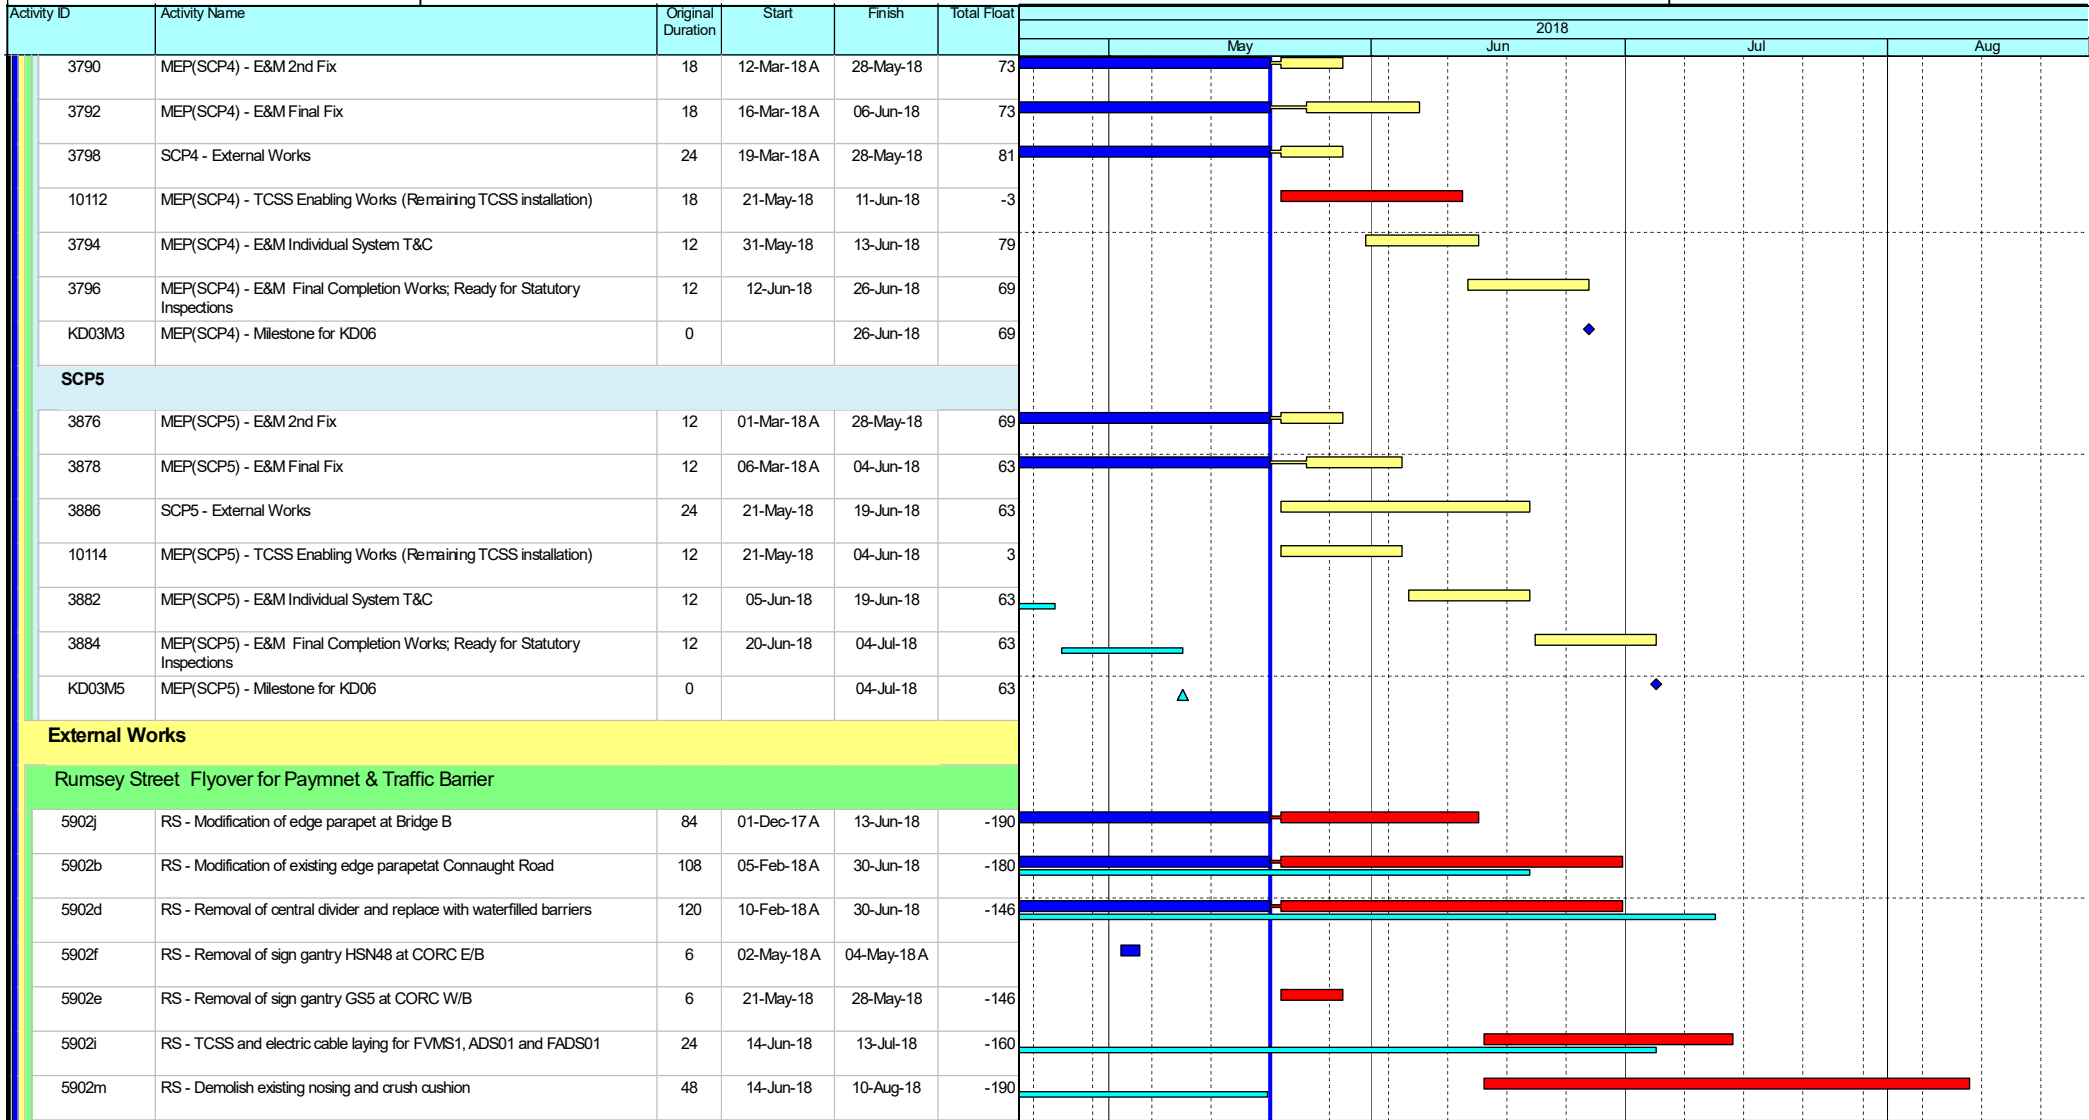 Activity ID Activity Name Original Duration Start Finish Total Float 2018
May Jun Jul Aug
3790 MEP(SCP4) - E&M 2nd Fix 18 12-Mar-18 A 28-May-18 73
3792 MEP(SCP4) - E&M Final Fix 18 16-Mar-18 A 06-Jun-18 73
3798 SCP4 - External Works 24 19-Mar-18 A 28-May-18 81
10112 MEP(SCP4) - TCSS Enabling Works (Remaining TCSS installation) 18 21-May-18 11-Jun-18 -3
3794 MEP(SCP4) - E&M Individual System T&C 12 31-May-18 13-Jun-18 79
3796 MEP(SCP4) - E&M Final Completion Works; Ready for Statutory 12 12-Jun-18 26-Jun-18 69
Inspections
KD03M3 MEP(SCP4) - Milestone for KD06 0 26-Jun-18 69
SCP5
3876 MEP(SCP5) - E&M 2nd Fix 12 01-Mar-18 A 28-May-18 69
3878 MEP(SCP5) - E&M Final Fix 12 06-Mar-18 A 04-Jun-18 63
3886 SCP5 - External Works 24 21-May-18 19-Jun-18 63
10114 MEP(SCP5) - TCSS Enabling Works (Remaining TCSS installation) 12 21-May-18 04-Jun-18 3
3882 MEP(SCP5) - E&M Individual System T&C 12 05-Jun-18 19-Jun-18 63
3884 MEP(SCP5) - E&M Final Completion Works; Ready for Statutory 12 20-Jun-18 04-Jul-18 63
Inspections
KD03M5 MEP(SCP5) - Milestone for KD06 0 04-Jul-18 63
External Works
Rumsey Street Flyover for Paymnet & Traffic Barrier
5902j RS - Modification of edge parapet at Bridge B 84 01-Dec-17 A 13-Jun-18 -190
5902b RS - Modification of existing edge parapetat Connaught Road 108 05-Feb-18 A 30-Jun-18 -180
5902d RS - Removal of central divider and replace with waterfilled barriers 120 10-Feb-18 A 30-Jun-18 -146
5902f RS - Removal of sign gantry HSN48 at CORC E/B 6 02-May-18 A 04-May-18 A
5902e RS - Removal of sign gantry GS5 at CORC W/B 6 21-May-18 28-May-18 -146
5902i RS - TCSS and electric cable laying for FVMS1, ADS01 and FADS01 24 14-Jun-18 13-Jul-18 -160
5902m RS - Demolish existing nosing and crush cushion 48 14-Jun-18 10-Aug-18 -190